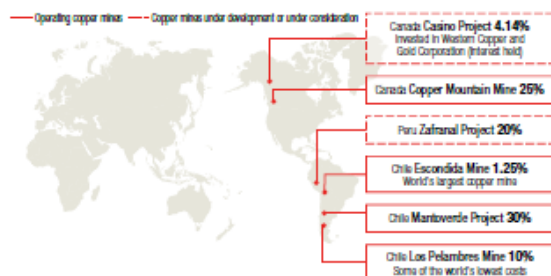 Operating copper mines
Copper mines under development or under consideration
Canada Casino Project 4.14%
Invested in Western Copper and
Gold Corporation (Interest held)
Canada Copper Mountain Mine 25%
Peru Zafranal Project 20%
Chile Escondida Mine 1.25%
World's largest copper mine
Chile Mantoverde Project 30%
Chile Los Pelambres Mine 10%
Some of the world's lowest costs